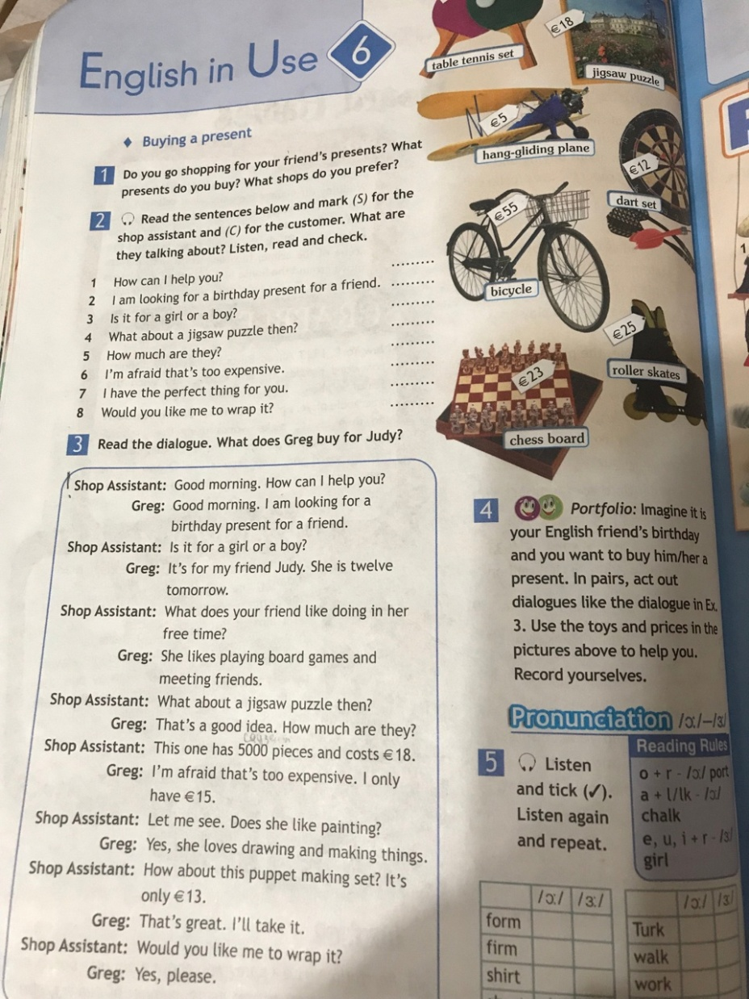 English in Use 6
◆ Buying a present
1 Do you go shopping for your friend's presents? What
presents do you buy? What shops do you prefer?
2 Read the sentences below and mark (S) for the
shop assistant and (C) for the customer. What are
they talking about? Listen, read and check.
1 How can I help you? .........
2 I am looking for a birthday present for a friend. .........
3 Is it for a girl or a boy? .........
4 What about a jigsaw puzzle then? .........
5 How much are they? .........
6 I'm afraid that's too expensive. .........
7 I have the perfect thing for you. .........
8 Would you like me to wrap it? .........
3 Read the dialogue. What does Greg buy for Judy?
Shop Assistant: Good morning. How can I help you?
Greg: Good morning. I am looking for a
birthday present for a friend.
Shop Assistant: Is it for a girl or a boy?
Greg: It's for my friend Judy. She is twelve
tomorrow.
Shop Assistant: What does your friend like doing in her
free time?
Greg: She likes playing board games and
meeting friends.
Shop Assistant: What about a jigsaw puzzle then?
Greg: That's a good idea. How much are they?
Shop Assistant: This one has 5000 pieces and costs €18.
Greg: I'm afraid that's too expensive. I only
have €15.
Shop Assistant: Let me see. Does she like painting?
Greg: Yes, she loves drawing and making things.
Shop Assistant: How about this puppet making set? It's
only €13.
Greg: That's great. I'll take it.
Shop Assistant: Would you like me to wrap it?
Greg: Yes, please.
table tennis set
€18
jigsaw puzzle
€5
hang-gliding plane
€12
dart set
€55
bicycle
€25
roller skates
€23
chess board
4 Portfolio: Imagine it is
your English friend's birthday
and you want to buy him/her a
present. In pairs, act out
dialogues like the dialogue in Ex.
3. Use the toys and prices in the
pictures above to help you.
Record yourselves.
Pronunciation /ɔː/–/ɜ/
5 Listen
and tick (✓).
Listen again
and repeat.
Reading Rules
o + r - /ɔː/ port
a + l/lk - /ɔ/
chalk
e, u, i + r - /ɜ/
girl
/ɔː/ /ɜː/
form
firm
shirt
/ɔː/ /ɜ/
Turk
walk
work
1